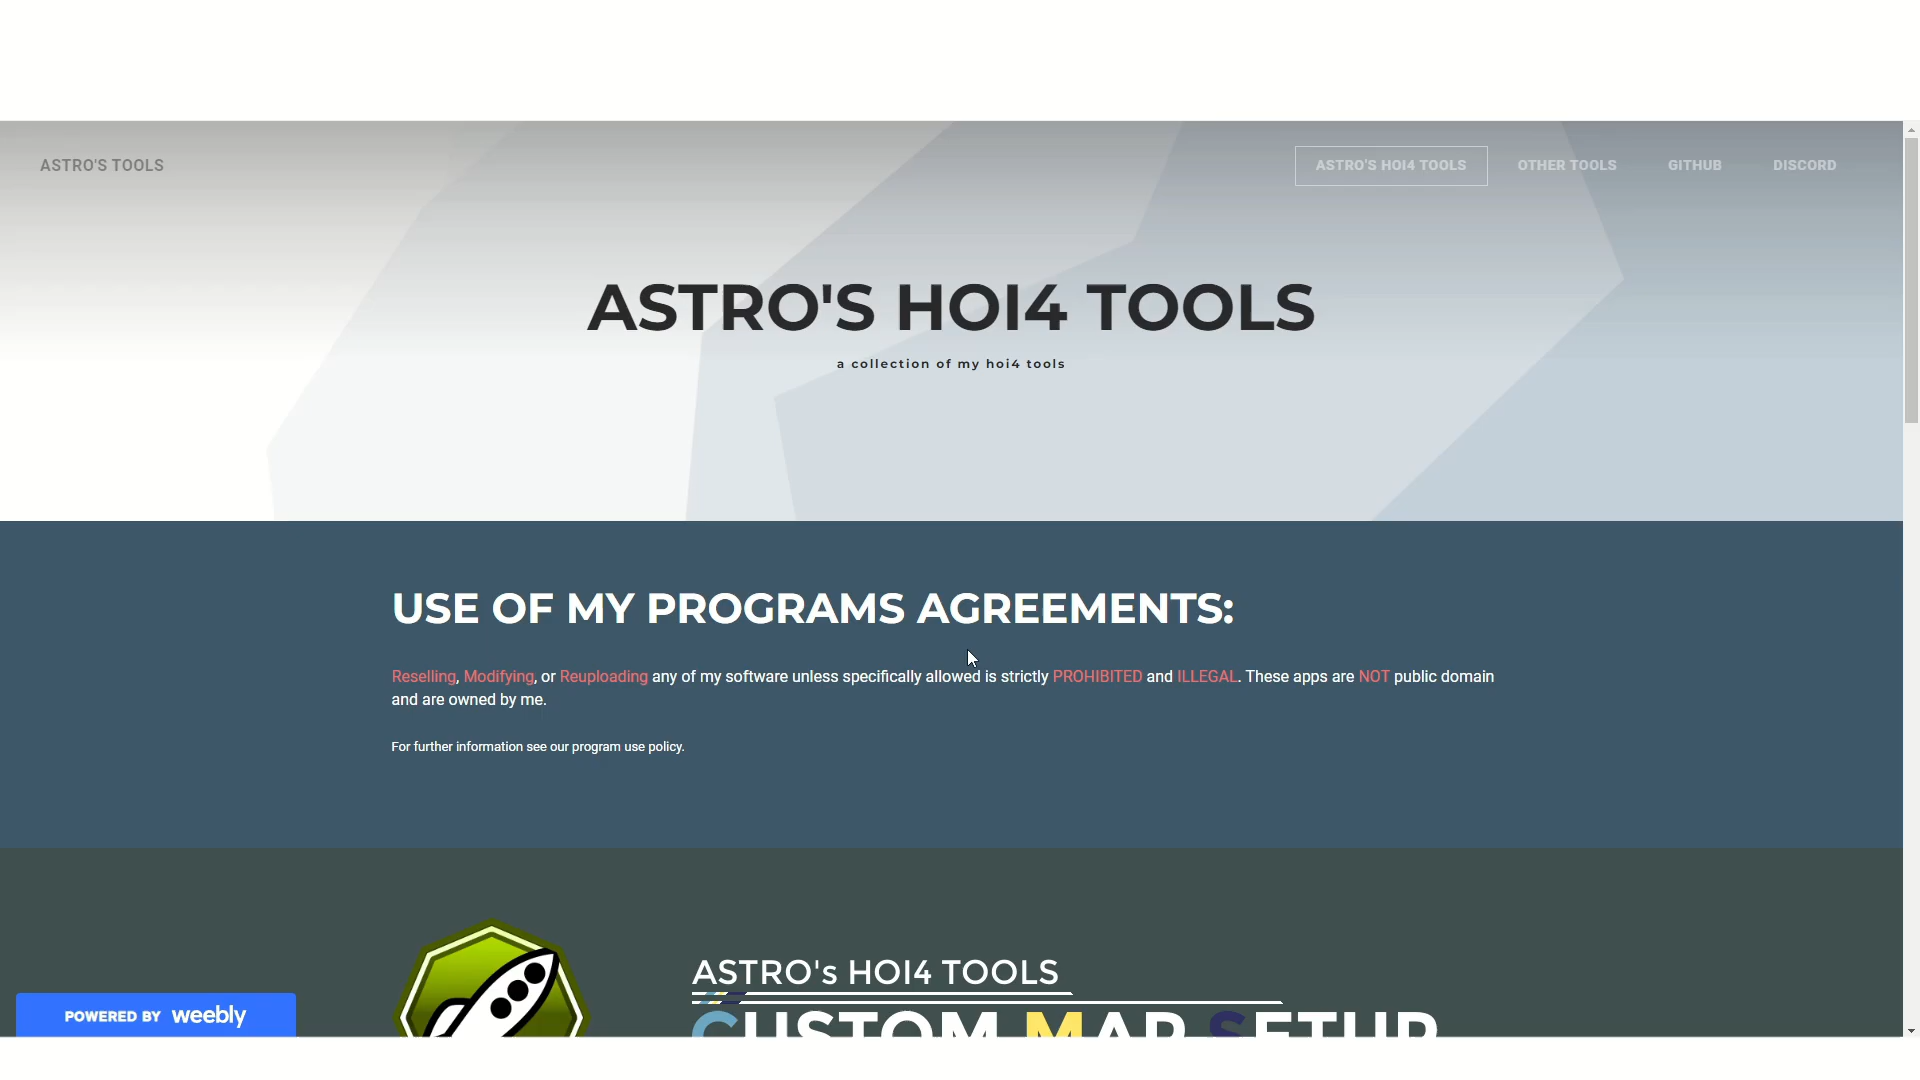 ASTRO'S TOOLS
ASTRO'S HOI4 TOOLS
OTHER TOOLS
GITHUB
DISCORD
ASTRO'S HOI4 TOOLS
a collection of my hoi4 tools
USE OF MY PROGRAMS AGREEMENTS:
Reselling, Modifying, or Reuploading any of my software unless specifically allowed is strictly PROHIBITED and ILLEGAL. These apps are NOT public domain
and are owned by me.
For further information see our program use policy.
ASTRO's HOI4 TOOLS
CUSTOM MAP SETUP
POWERED BY weebly